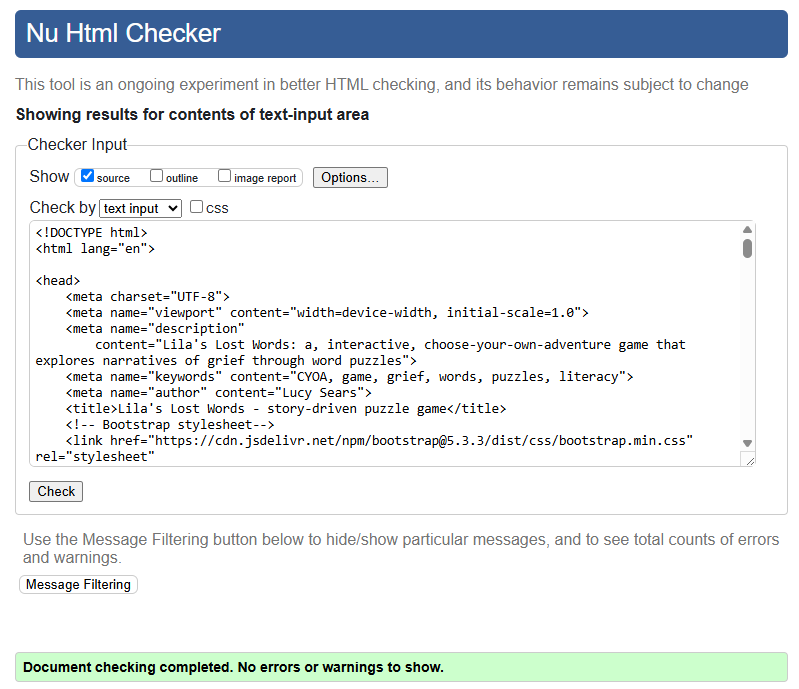 Nu Html Checker
This tool is an ongoing experiment in better HTML checking, and its behavior remains subject to change
Showing results for contents of text-input area
Checker Input
Show source outline image report Options...
Check by text input css
<!DOCTYPE html>
<html lang="en">
<head>
<meta charset="UTF-8">
<meta name="viewport" content="width=device-width, initial-scale=1.0">
<meta name="description"
content="Lila's Lost Words: a, interactive, choose-your-own-adventure game that
explores narratives of grief through word puzzles">
<meta name="keywords" content="CYOA, game, grief, words, puzzles, literacy">
<meta name="author" content="Lucy Sears">
<title>Lila's Lost Words - story-driven puzzle game</title>
<!-- Bootstrap stylesheet-->
<link href="https://cdn.jsdelivr.net/npm/bootstrap@5.3.3/dist/css/bootstrap.min.css"
rel="stylesheet"
Check
Use the Message Filtering button below to hide/show particular messages, and to see total counts of errors
and warnings.
Message Filtering
Document checking completed. No errors or warnings to show.